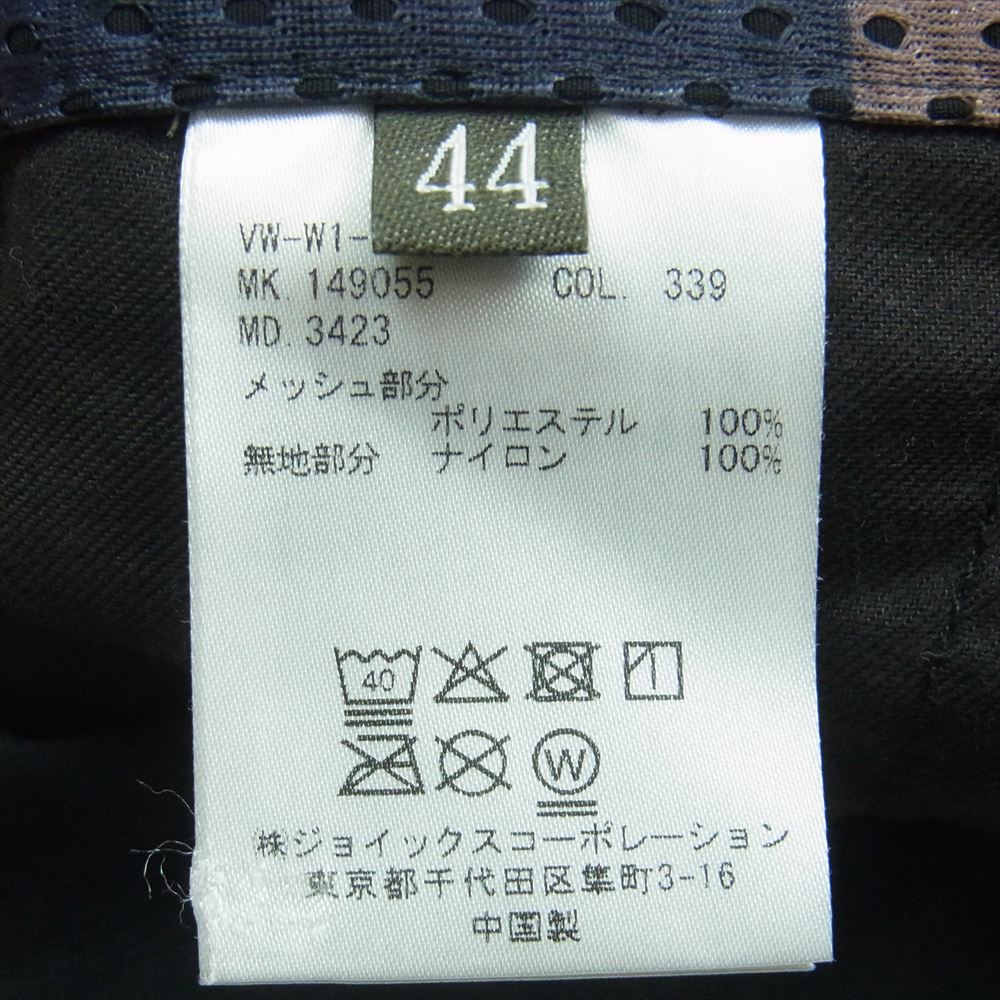 44
VW-W1-
MK. 149055 COL. 339
MD. 3423
メッシュ部分
ポリエステル 100%
無地部分 ナイロン 100%
40
W
㈱ジョイックスコーポレーション
東京都千代田区隼町3-16
中国製